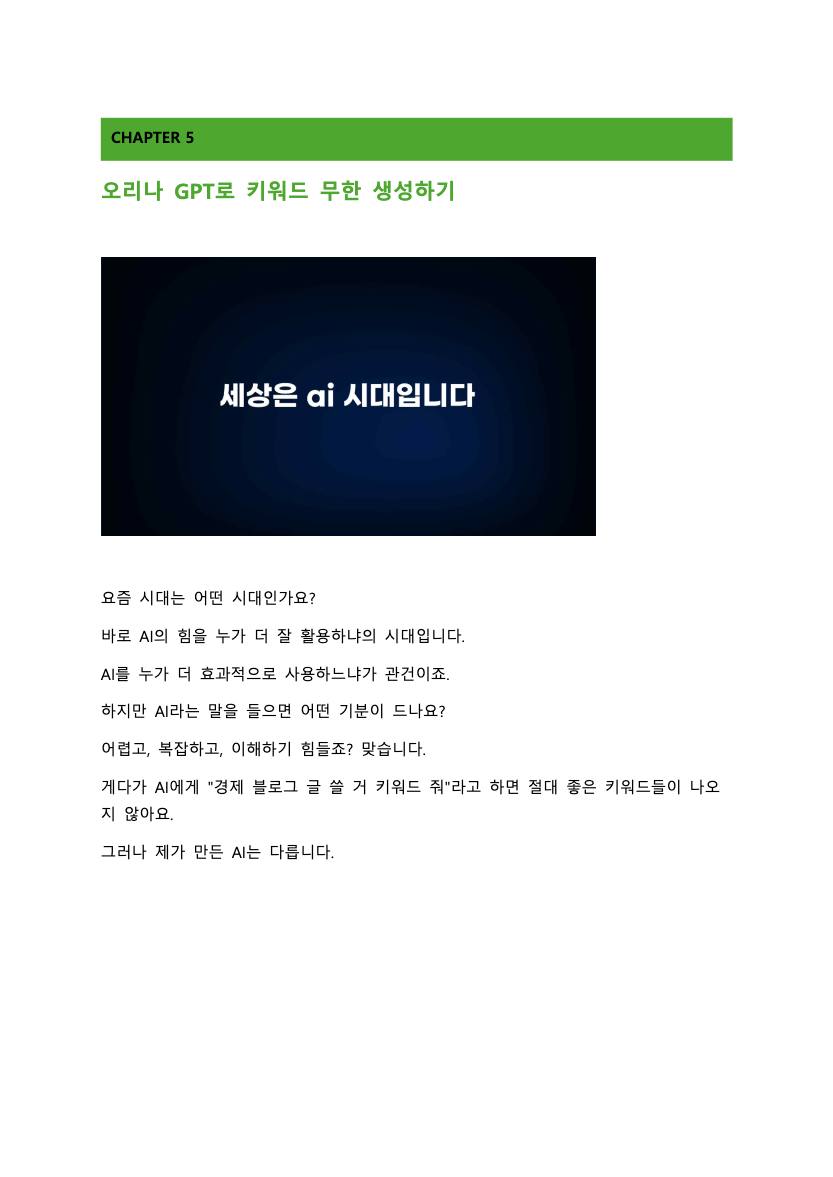 CHAPTER 5
오리나 GPT로 키워드 무한 생성하기
세상은 ai 시대입니다
요즘 시대는 어떤 시대인가요?
바로 AI의 힘을 누가 더 잘 활용하냐의 시대입니다.
AI를 누가 더 효과적으로 사용하느냐가 관건이죠.
하지만 AI라는 말을 들으면 어떤 기분이 드나요?
어렵고, 복잡하고, 이해하기 힘들죠? 맞습니다.
게다가 AI에게 "경제 블로그 글 쓸 거 키워드 줘"라고 하면 절대 좋은 키워드들이 나오
지 않아요.
그러나 제가 만든 AI는 다릅니다.